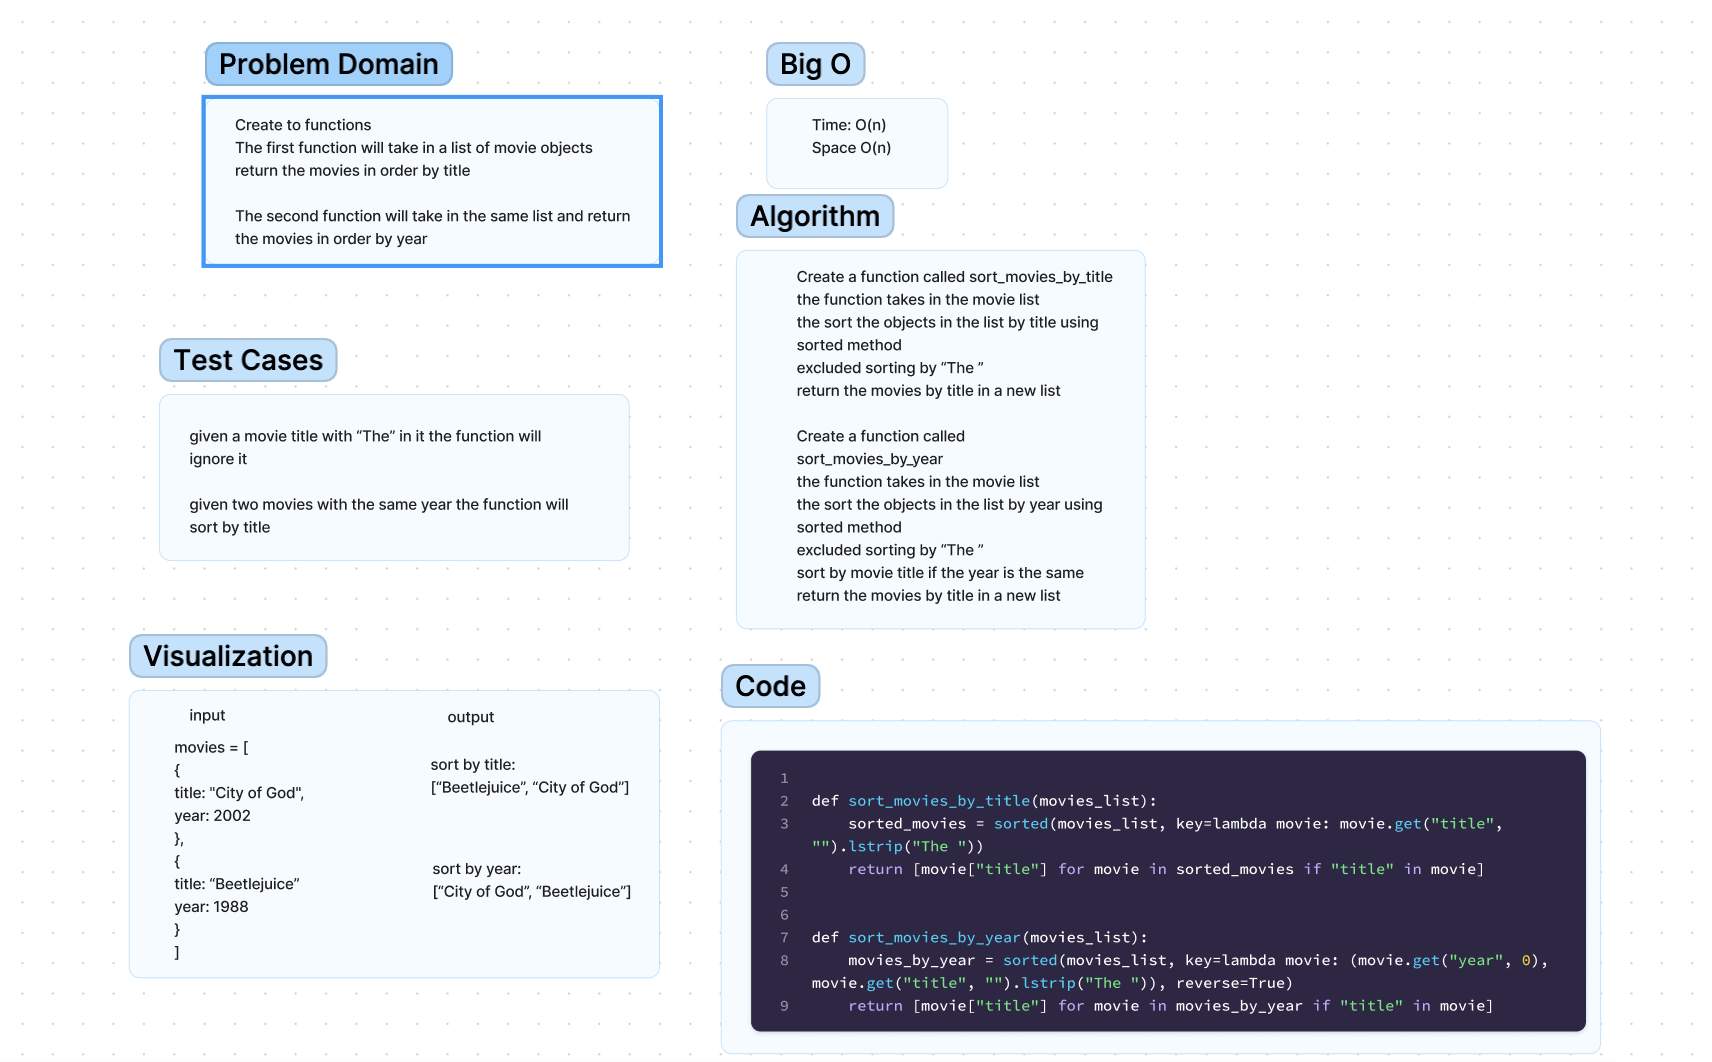 Problem Domain
Create to functions
The first function will take in a list of movie objects
return the movies in order by title
The second function will take in the same list and return
the movies in order by year
Test Cases
given a movie title with “The” in it the function will
ignore it
given two movies with the same year the function will
sort by title
Visualization
input
movies = [
{
title: "City of God",
year: 2002
},
{
title: “Beetlejuice”
year: 1988
}
]
output
sort by title:
[“Beetlejuice”, “City of God”]
sort by year:
[“City of God”, “Beetlejuice”]
Big O
Time: O(n)
Space O(n)
Algorithm
Create a function called sort_movies_by_title
the function takes in the movie list
the sort the objects in the list by title using
sorted method
excluded sorting by “The ”
return the movies by title in a new list
Create a function called
sort_movies_by_year
the function takes in the movie list
the sort the objects in the list by year using
sorted method
excluded sorting by “The ”
sort by movie title if the year is the same
return the movies by title in a new list
Code
1
2 def sort_movies_by_title(movies_list):
3 sorted_movies = sorted(movies_list, key=lambda movie: movie.get("title",
"").lstrip("The "))
4 return [movie["title"] for movie in sorted_movies if "title" in movie]
5
6
7 def sort_movies_by_year(movies_list):
8 movies_by_year = sorted(movies_list, key=lambda movie: (movie.get("year", 0),
movie.get("title", "").lstrip("The ")), reverse=True)
9 return [movie["title"] for movie in movies_by_year if "title" in movie]